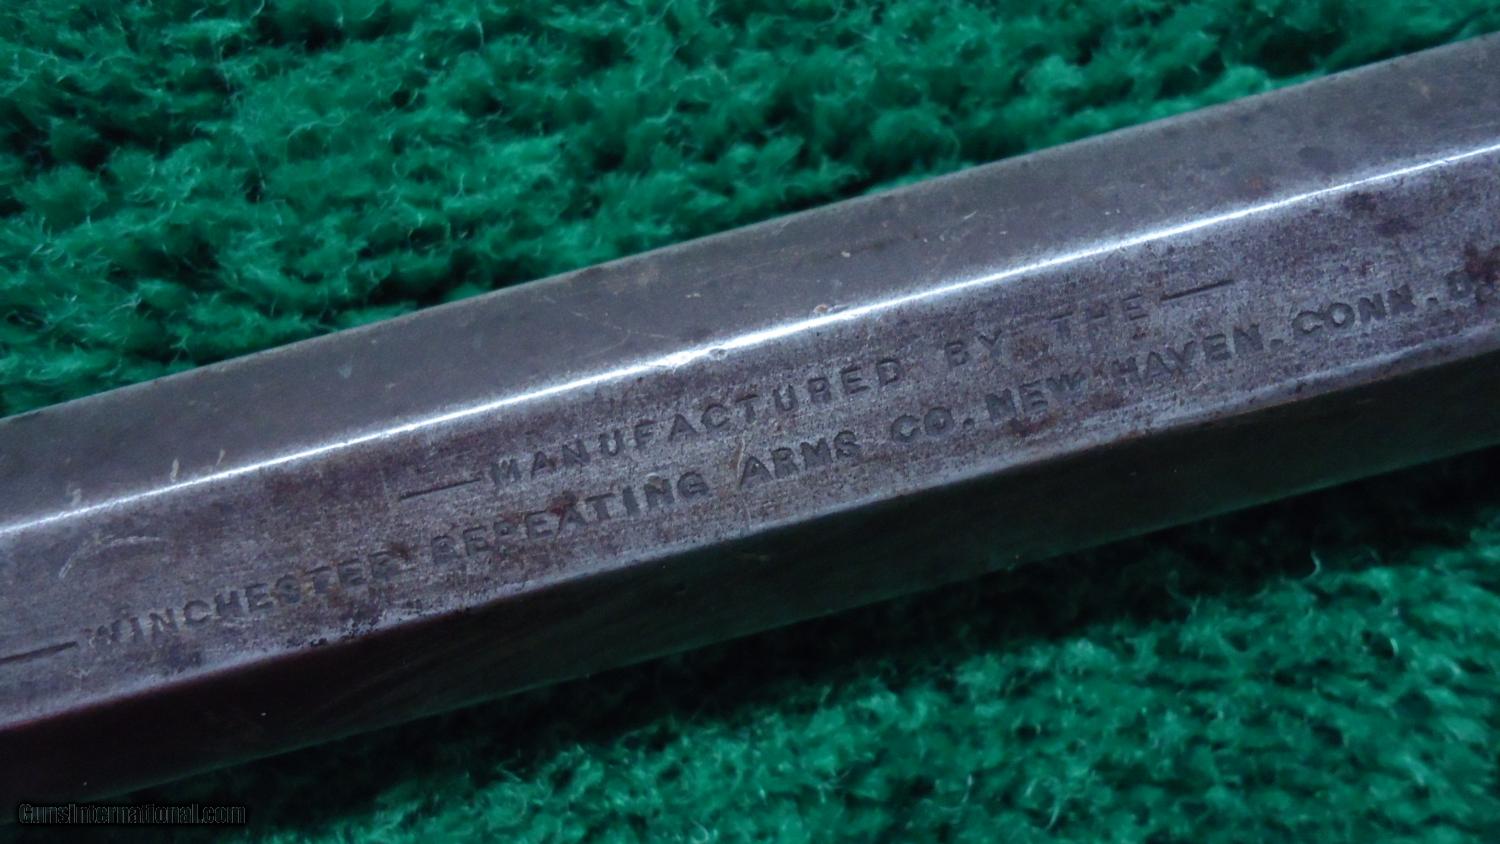 — MANUFACTURED BY THE —
— WINCHESTER REPEATING ARMS CO. NEW HAVEN. CONN.
GunsInternational.com